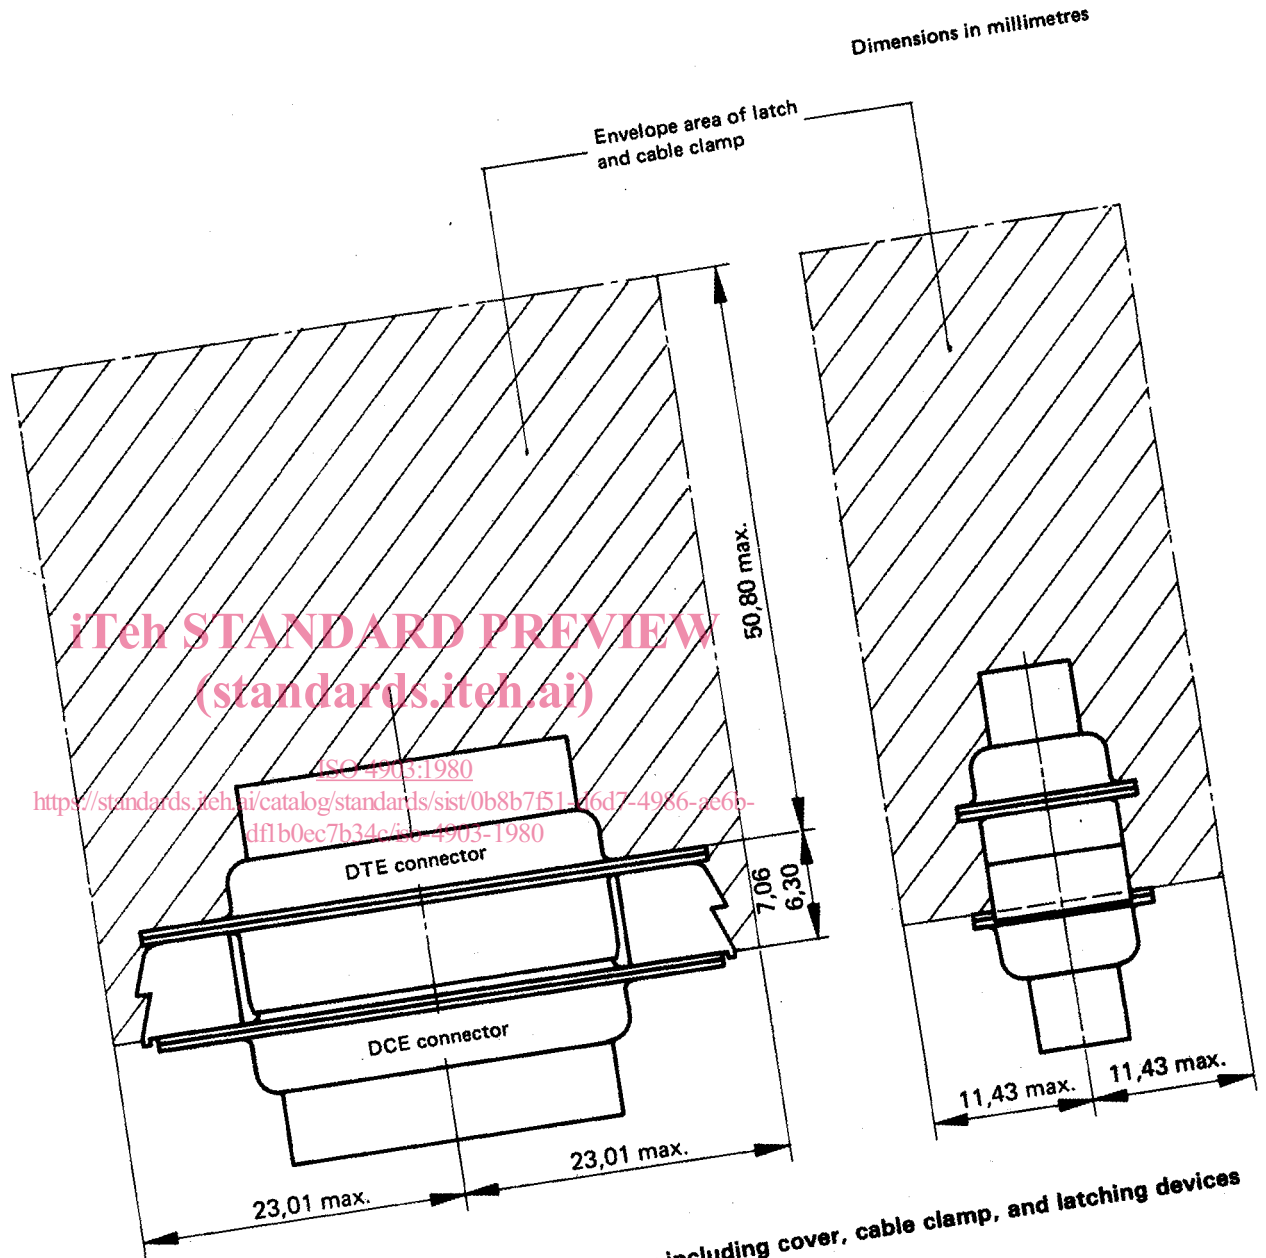 Dimensions in millimetres
Envelope area of latch
and cable clamp
50,80 max.
iTeh STANDARD PREVIEW
(standards.iteh.ai)
ISO 4903:1980
https://standards.iteh.ai/catalog/standards/sist/0b8b7f51-d6d7-4986-ae6b-
df1b0ec7b34c/iso-4903-1980
DTE connector
7,06
6,30
DCE connector
11,43 max.
11,43 max.
23,01 max.
23,01 max.
including cover, cable clamp, and latching devices